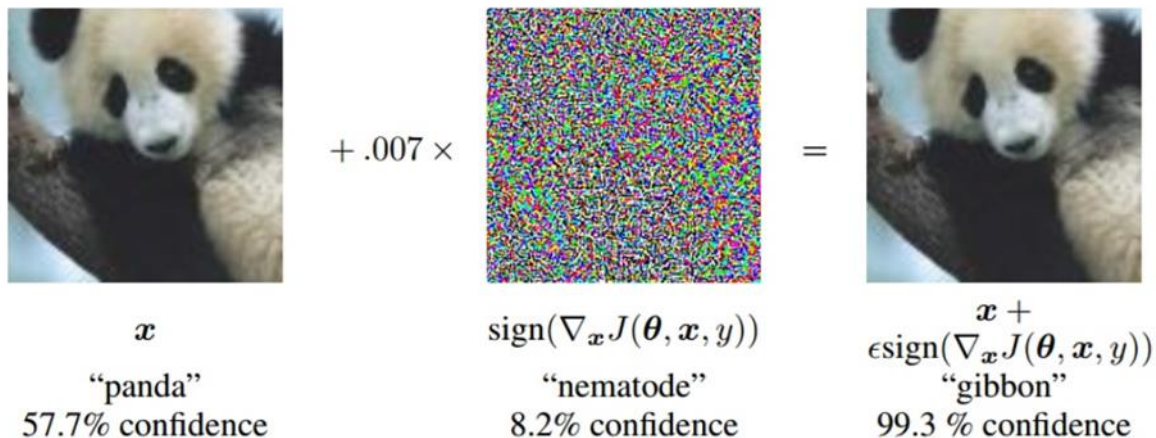 + .007 ×
=
x
sign(∇ₓJ(θ, x, y))
x +
ϵsign(∇ₓJ(θ, x, y))
“panda”
“nematode”
“gibbon”
57.7% confidence
8.2% confidence
99.3 % confidence